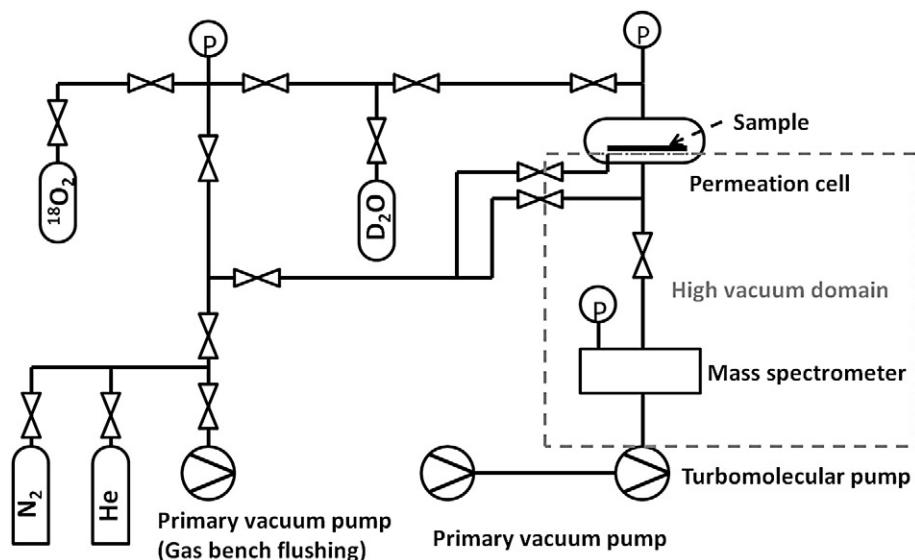 P
P
Sample
Permeation cell
¹⁸O₂
D₂O
High vacuum domain
P
Mass spectrometer
N₂
He
Turbomolecular pump
Primary vacuum pump
(Gas bench flushing)
Primary vacuum pump